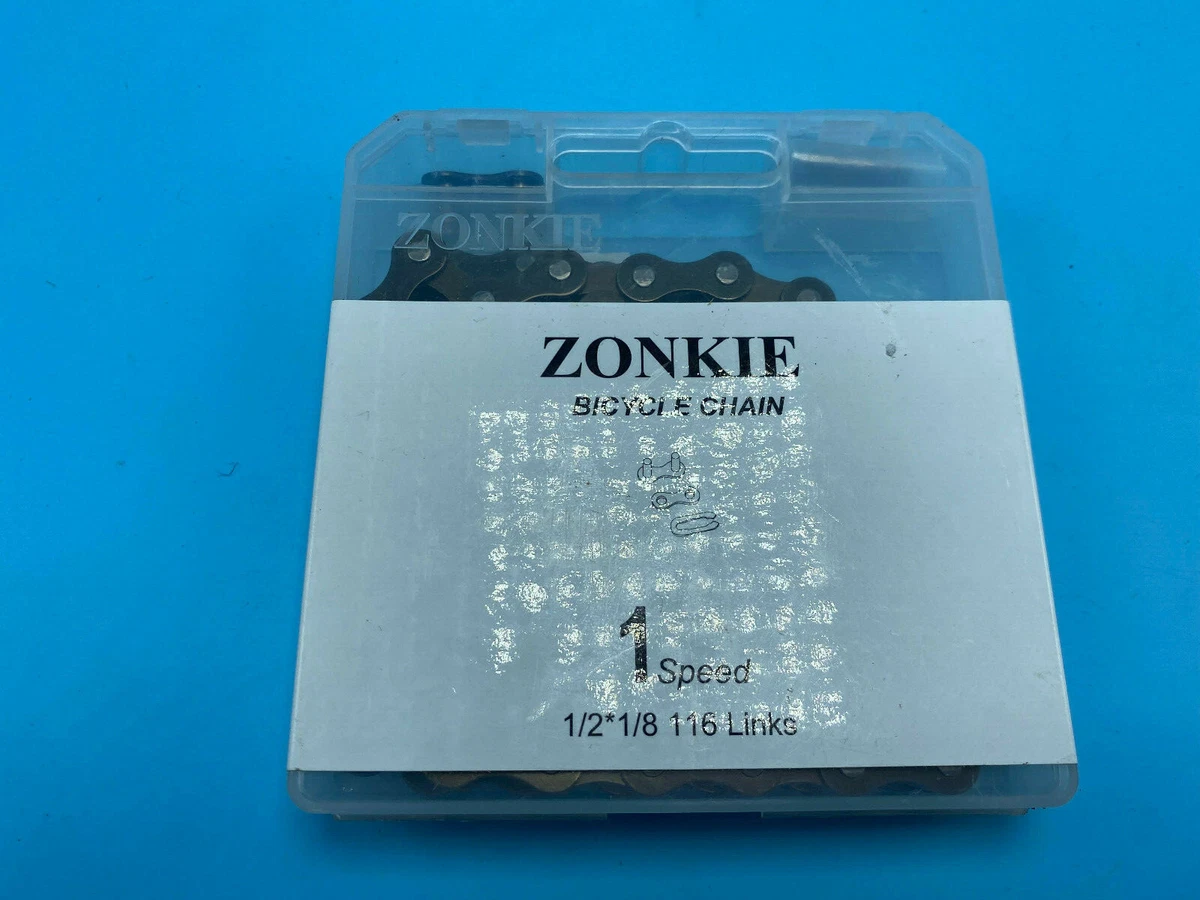 ZONKIE
ZONKIE
BICYCLE CHAIN
1 Speed
1/2*1/8 116 Links